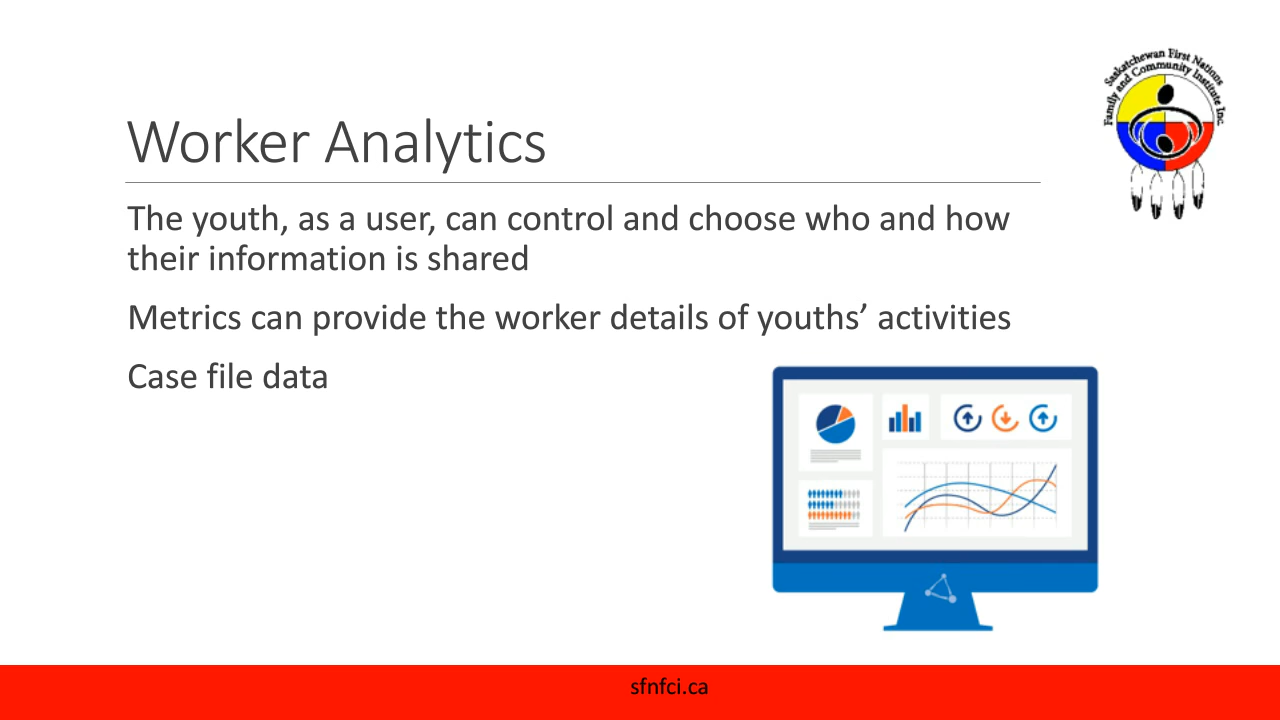 Saskatchewan First Nations
Family and Community Institute Inc.
Worker Analytics
The youth, as a user, can control and choose who and how
their information is shared
Metrics can provide the worker details of youths’ activities
Case file data
sfnfci.ca